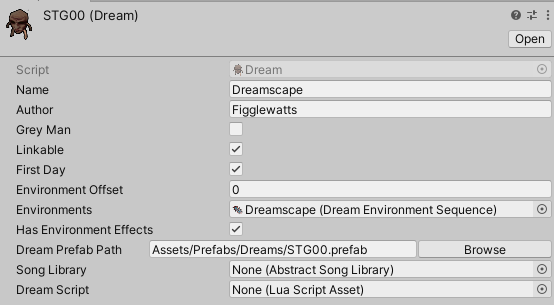 STG00 (Dream)
Open
Script Dream
Name Dreamscape
Author Figglewatts
Grey Man
Linkable
First Day
Environment Offset 0
Environments Dreamscape (Dream Environment Sequence)
Has Environment Effects
Dream Prefab Path Assets/Prefabs/Dreams/STG00.prefab Browse
Song Library None (Abstract Song Library)
Dream Script None (Lua Script Asset)